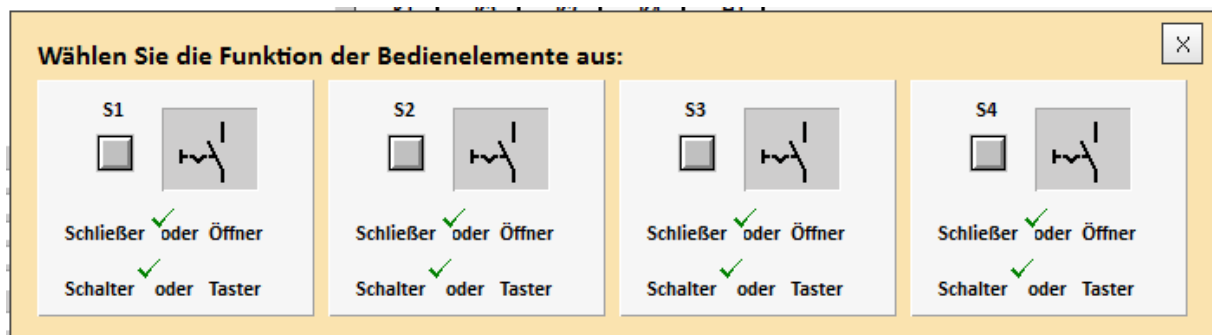 Wählen Sie die Funktion der Bedienelemente aus:
X
S1
S2
S3
S4
Schließer oder Öffner
Schließer oder Öffner
Schließer oder Öffner
Schließer oder Öffner
Schalter oder Taster
Schalter oder Taster
Schalter oder Taster
Schalter oder Taster